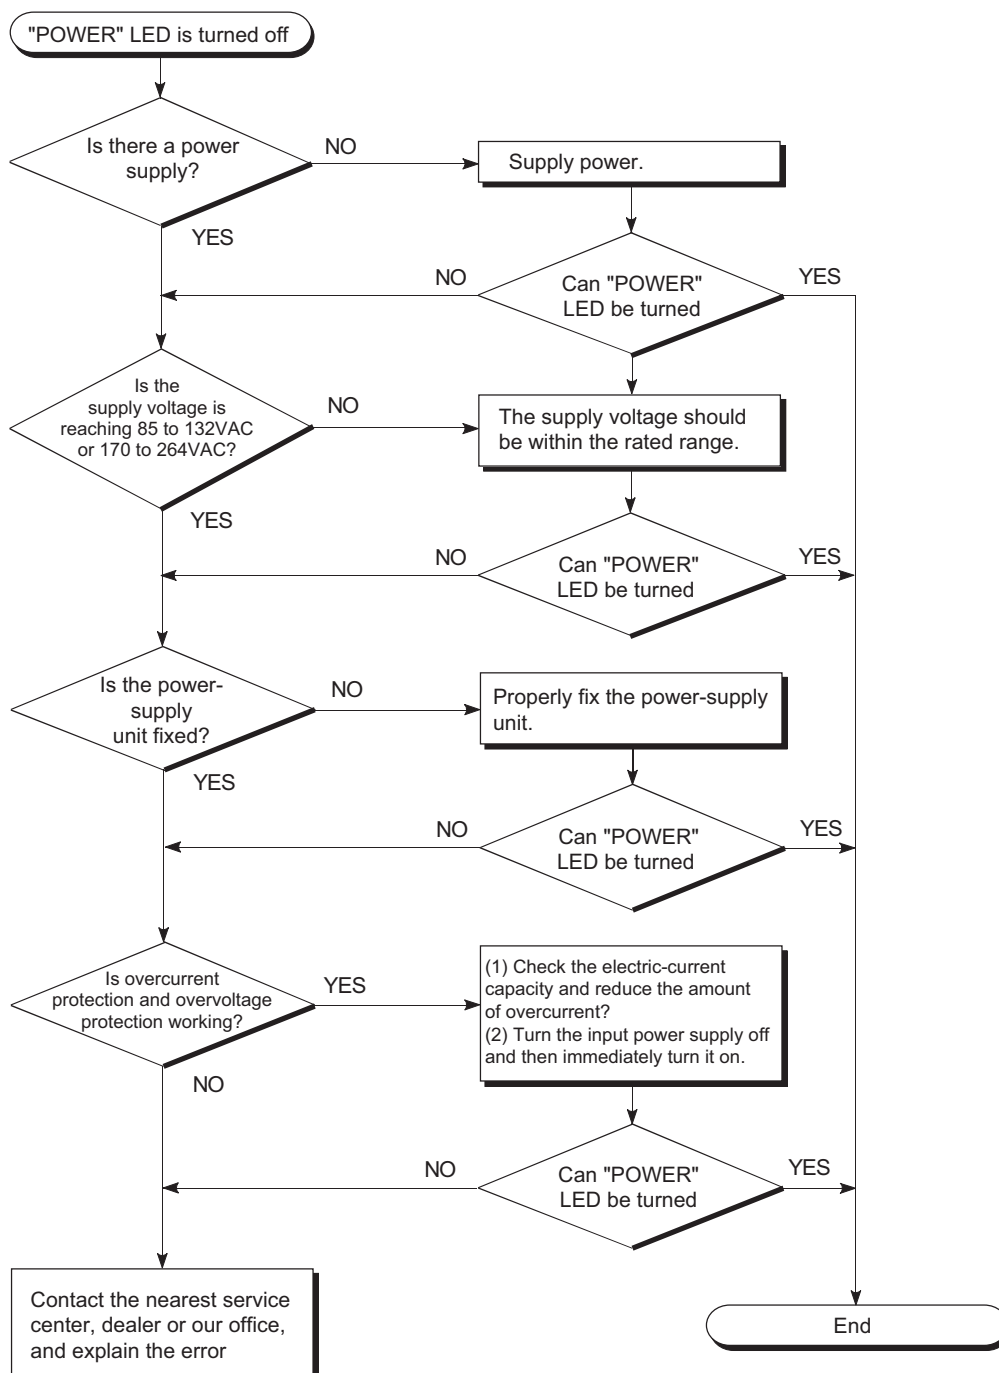 "POWER" LED is turned off
Is there a power
supply?
NO
Supply power.
YES
Can "POWER"
LED be turned
NO
YES
Is the
supply voltage is
reaching 85 to 132VAC
or 170 to 264VAC?
NO
The supply voltage should
be within the rated range.
YES
Can "POWER"
LED be turned
NO
YES
Is the power-
supply
unit fixed?
NO
Properly fix the power-supply
unit.
YES
Can "POWER"
LED be turned
NO
YES
Is overcurrent
protection and overvoltage
protection working?
YES
(1) Check the electric-current
capacity and reduce the amount
of overcurrent?
(2) Turn the input power supply off
and then immediately turn it on.
NO
Can "POWER"
LED be turned
NO
YES
Contact the nearest service
center, dealer or our office,
and explain the error
End